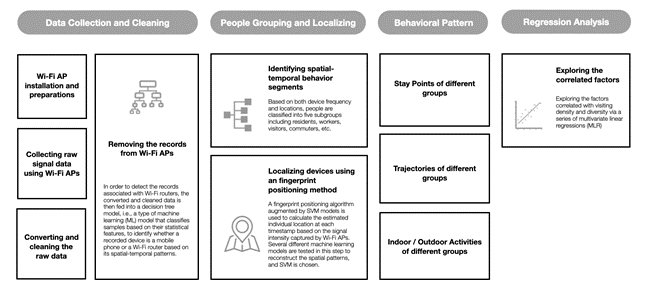 Data Collection and Cleaning
People Grouping and Localizing
Behavioral Pattern
Regression Analysis
Wi-Fi AP
installation and
preparations
Collecting raw
signal data
using Wi-Fi APs
Converting and
cleaning the
raw data
Removing the records
from Wi-Fi APs
In order to detect the records
associated with Wi-Fi routers, the
converted and cleaned data is
then fed into a decision tree
model, i.e., a type of machine
learning (ML) model that classifies
samples based on their statistical
features, to identify whether a
recorded device is a mobile
phone or a Wi-Fi router based on
its spatial-temporal patterns.
Identifying spatial-
temporal behavior
segments
Based on both device frequency
and locations, people are
classified into five subgroups
including residents, workers,
visitors, commuters, etc.
Localizing devices using
an fingerprint
positioning method
A fingerprint positioning algorithm
augmented by SVM models is
used to calculate the estimated
individual location at each
timestamp based on the signal
intensity captured by Wi-Fi APs.
Several different machine learning
models are tested in this step to
reconstruct the spatial patterns,
and SVM is chosen.
Stay Points of different
groups
Trajectories of different
groups
Indoor / Outdoor Activities
of different groups
Exploring the
correlated factors
Exploring the factors
correlated with visiting
density and diversity via a
series of multivariate linear
regressions (MLR)